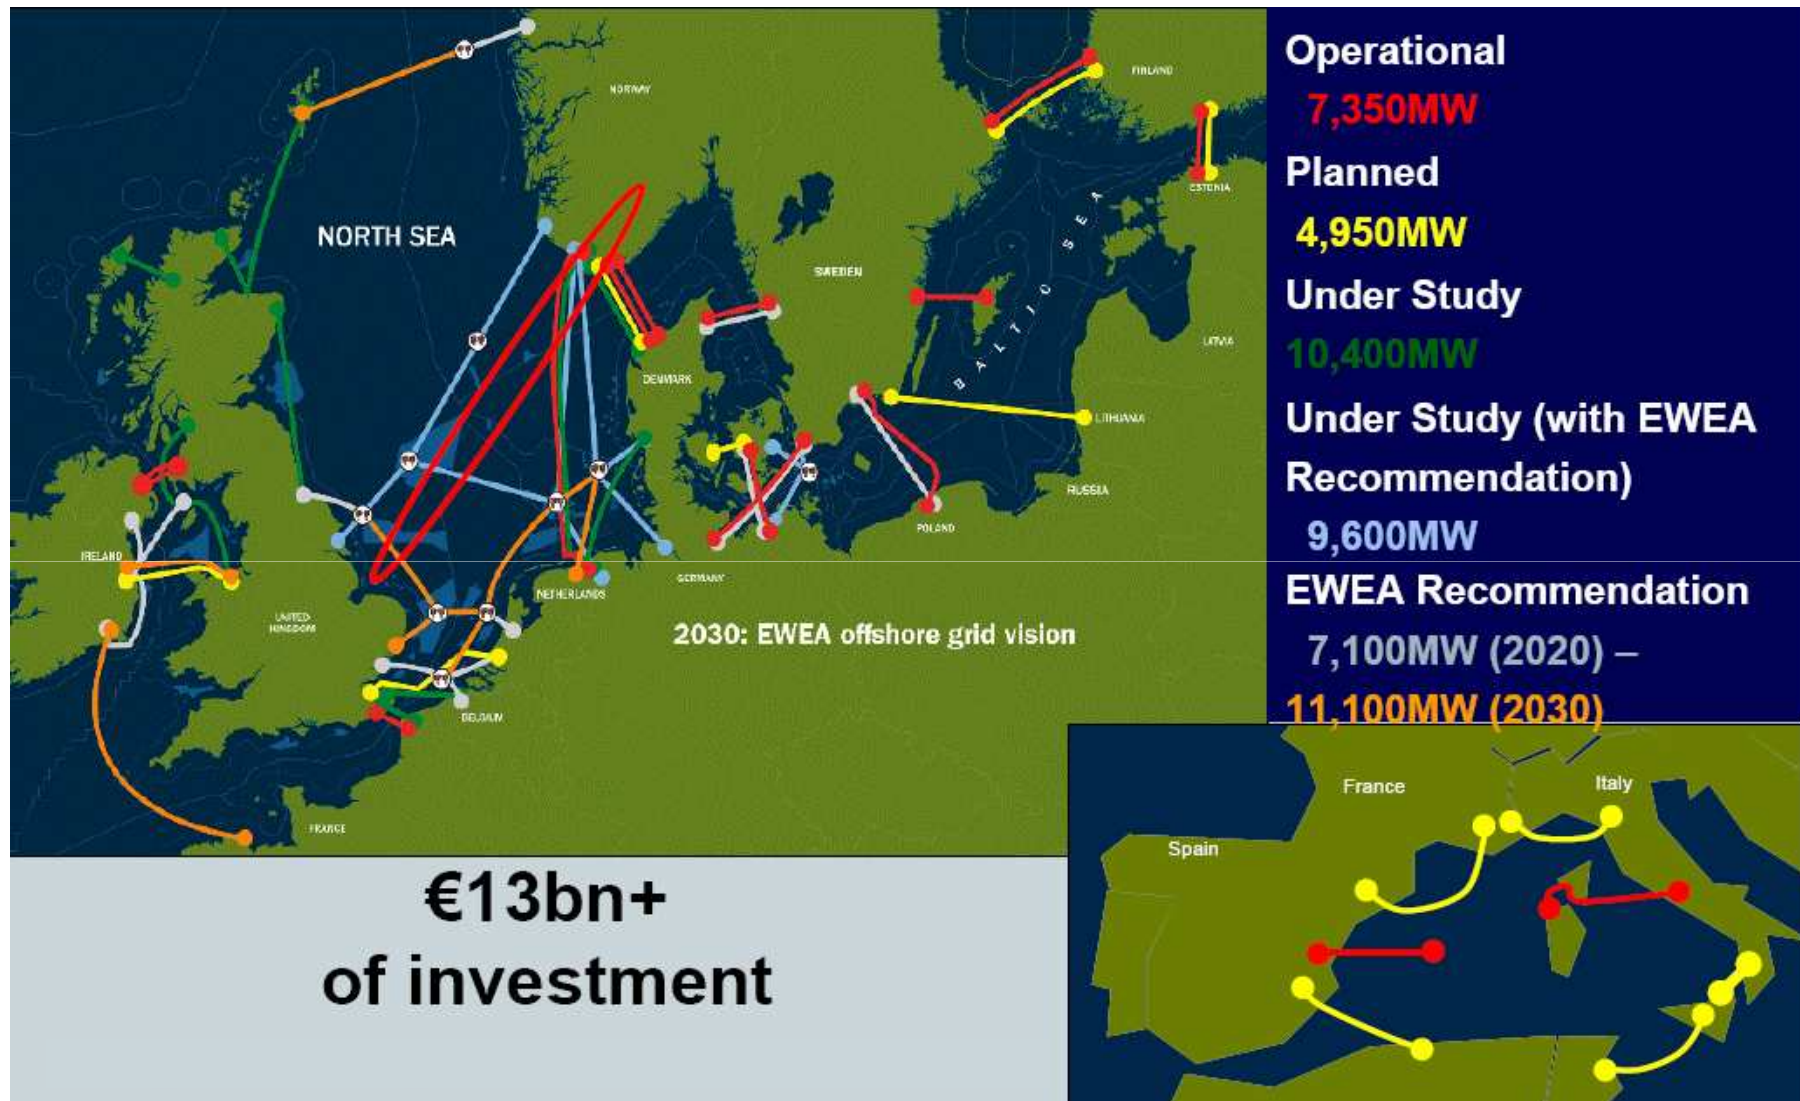 NORWAY
FINLAND
ESTONIA
NORTH SEA
SWEDEN
BALTIC SEA
LATVIA
DENMARK
LITHUANIA
RUSSIA
POLAND
IRELAND
GERMANY
NETHERLANDS
UNITED
KINGDOM
2030: EWEA offshore grid vision
BELGIUM
FRANCE
Operational
7,350MW
Planned
4,950MW
Under Study
10,400MW
Under Study (with EWEA
Recommendation)
9,600MW
EWEA Recommendation
7,100MW (2020) –
11,100MW (2030)
France
Italy
Spain
€13bn+
of investment